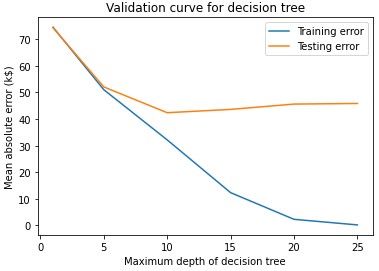 Validation curve for decision tree
Training error
Testing error
Mean absolute error (k$)
70
60
50
40
30
20
10
0
0 5 10 15 20 25
Maximum depth of decision tree